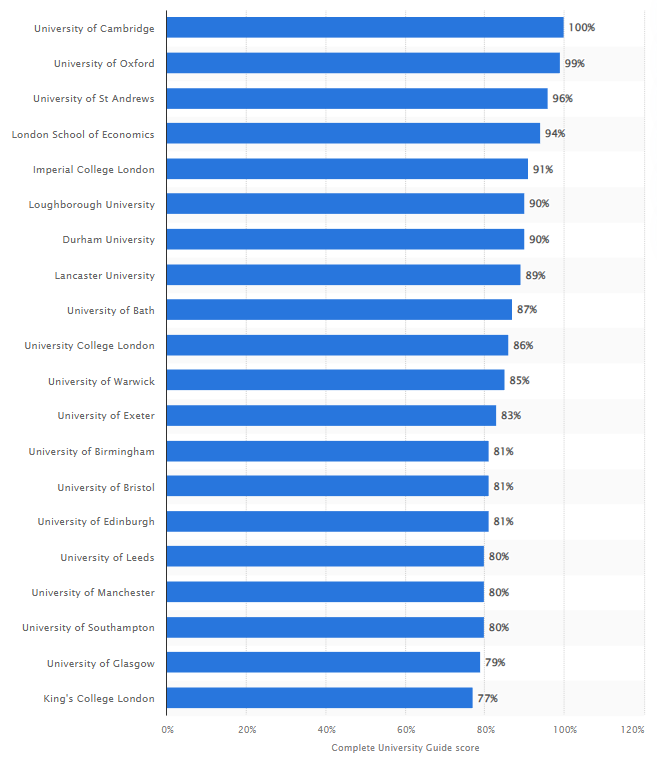 University of Cambridge 100%
University of Oxford 99%
University of St Andrews 96%
London School of Economics 94%
Imperial College London 91%
Loughborough University 90%
Durham University 90%
Lancaster University 89%
University of Bath 87%
University College London 86%
University of Warwick 85%
University of Exeter 83%
University of Birmingham 81%
University of Bristol 81%
University of Edinburgh 81%
University of Leeds 80%
University of Manchester 80%
University of Southampton 80%
University of Glasgow 79%
King's College London 77%
0% 20% 40% 60% 80% 100% 120%
Complete University Guide score